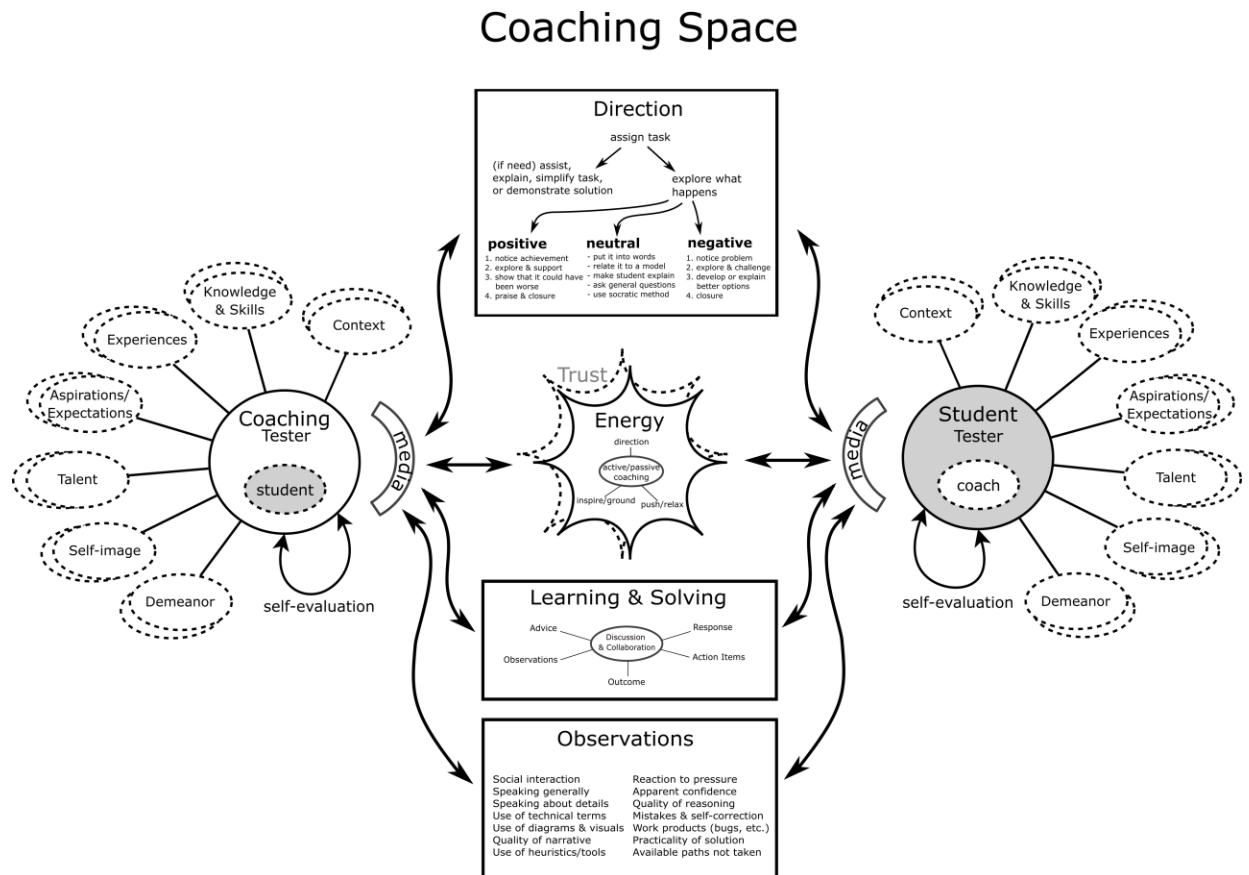 Coaching Space
Direction
assign task
(if need) assist,
explain, simplify task,
or demonstrate solution
explore what
happens
positive
1. notice achievement
2. explore & support
3. show that it could have
been worse
4. praise & closure
neutral
- put it into words
- relate it to a model
- make student explain
- ask general questions
- use socratic method
negative
1. notice problem
2. explore & challenge
3. develop or explain
better options
4. closure
Knowledge
& Skills
Context
Experiences
Aspirations/
Expectations
Talent
Self-image
Demeanor
Coaching
Tester
student
self-evaluation
media
Trust
Energy
direction
active/passive
coaching
inspire/ground
push/relax
media
Student
Tester
coach
self-evaluation
Context
Knowledge
& Skills
Experiences
Aspirations/
Expectations
Talent
Self-image
Demeanor
Learning & Solving
Advice
Observations
Discussion
& Collaboration
Response
Action Items
Outcome
Observations
Social interaction
Speaking generally
Speaking about details
Use of technical terms
Use of diagrams & visuals
Quality of narrative
Use of heuristics/tools
Reaction to pressure
Apparent confidence
Quality of reasoning
Mistakes & self-correction
Work products (bugs, etc.)
Practicality of solution
Available paths not taken